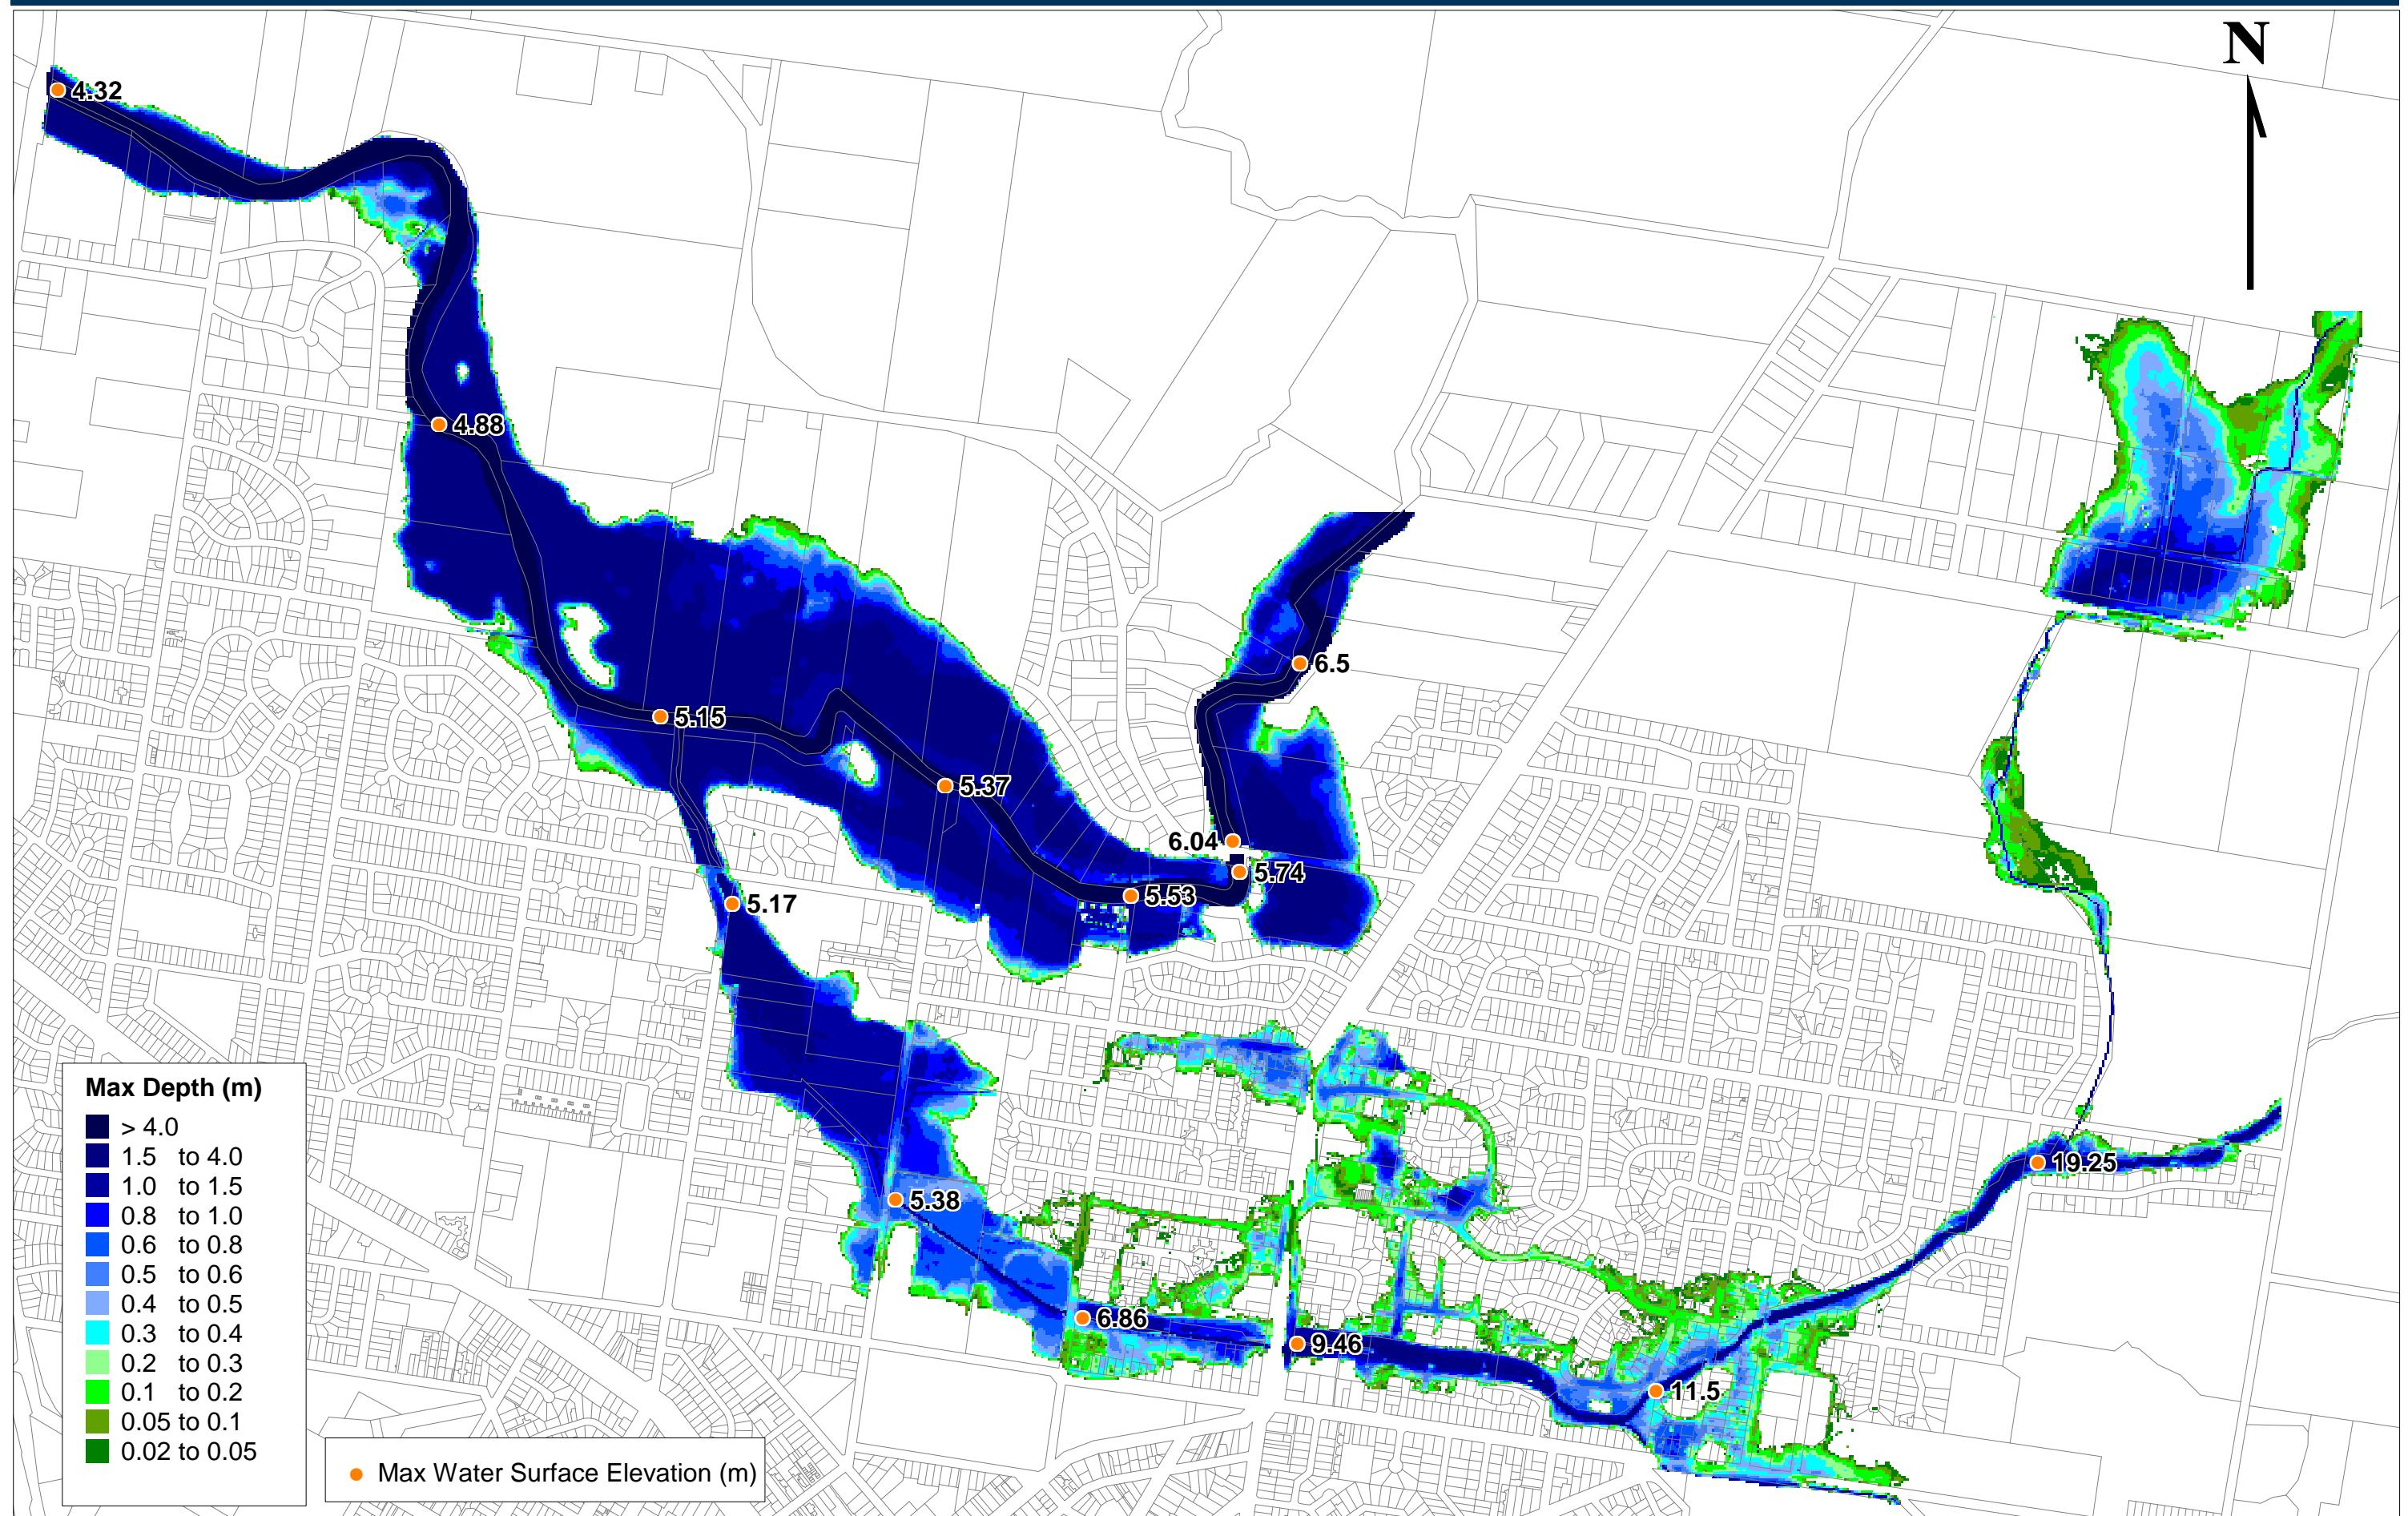 N
4.32
4.88
6.5
5.15
5.37
6.04
5.74
5.53
5.17
19.25
5.38
6.86
9.46
11.5
Max Depth (m)
> 4.0
1.5 to 4.0
1.0 to 1.5
0.8 to 1.0
0.6 to 0.8
0.5 to 0.6
0.4 to 0.5
0.3 to 0.4
0.2 to 0.3
0.1 to 0.2
0.05 to 0.1
0.02 to 0.05
Max Water Surface Elevation (m)